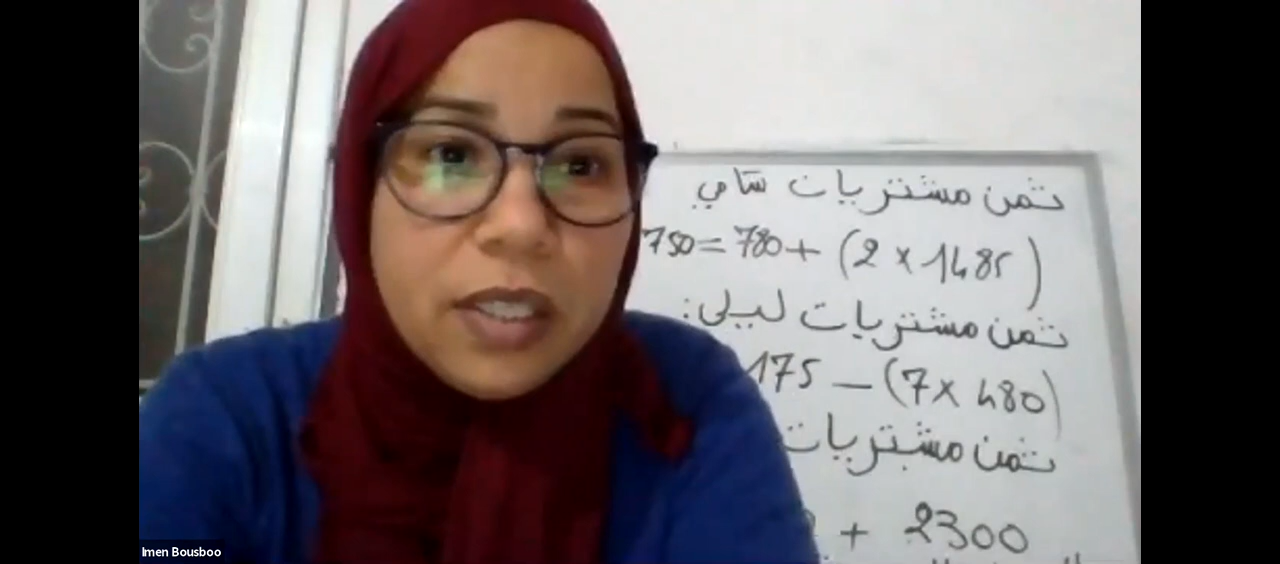 ثمن مشتريات سامي
750 = 780 + (2 × 1485)
ثمن مشتريات ليلى:
175 – (7 × 480)
ثمن مشتريات
+ 2300
Imen Bousboo